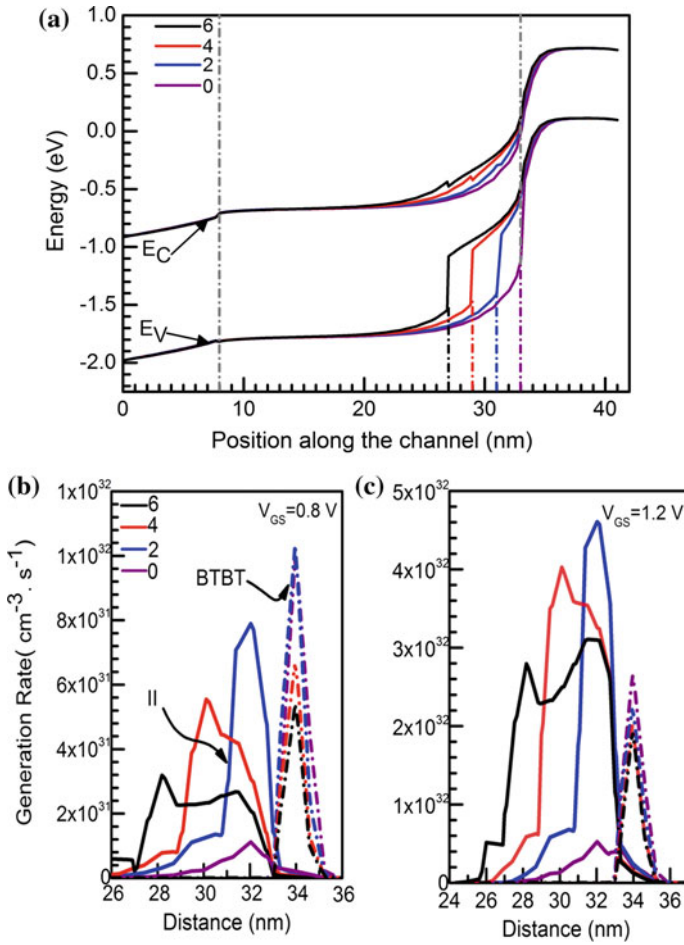 (a)
1.0
0.5
0.0
-0.5
-1.0
-1.5
-2.0
Energy (eV)
6
4
2
0
E_C
E_V
0 10 20 30 40
Position along the channel (nm)
(b)
1x10^32
1x10^32
8x10^31
6x10^31
4x10^31
2x10^31
0
Generation Rate( cm^-3 . s^-1)
6
4
2
0
V_GS=0.8 V
BTBT
II
26 28 30 32 34 36
Distance (nm)
(c)
5x10^32
4x10^32
3x10^32
2x10^32
1x10^32
0
V_GS=1.2 V
24 26 28 30 32 34 36
Distance (nm)